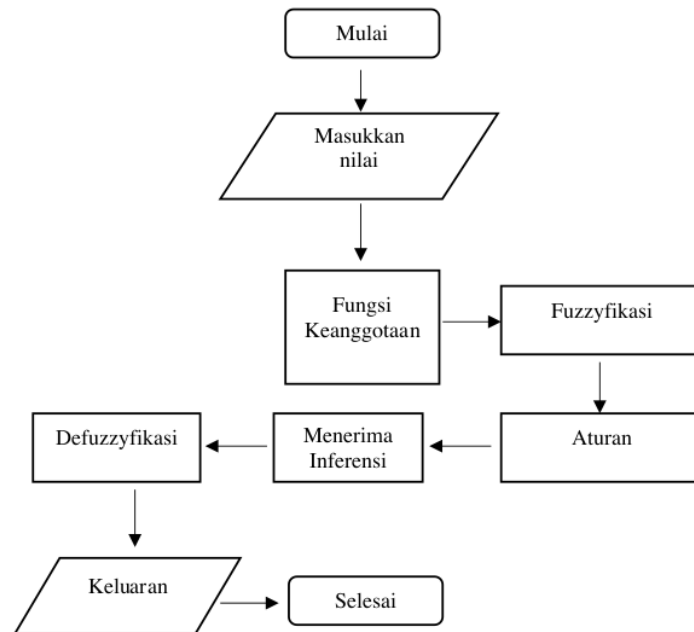 Mulai
Masukkan
nilai
Fungsi
Keanggotaan
Fuzzyfikasi
Aturan
Menerima
Inferensi
Defuzzyfikasi
Keluaran
Selesai